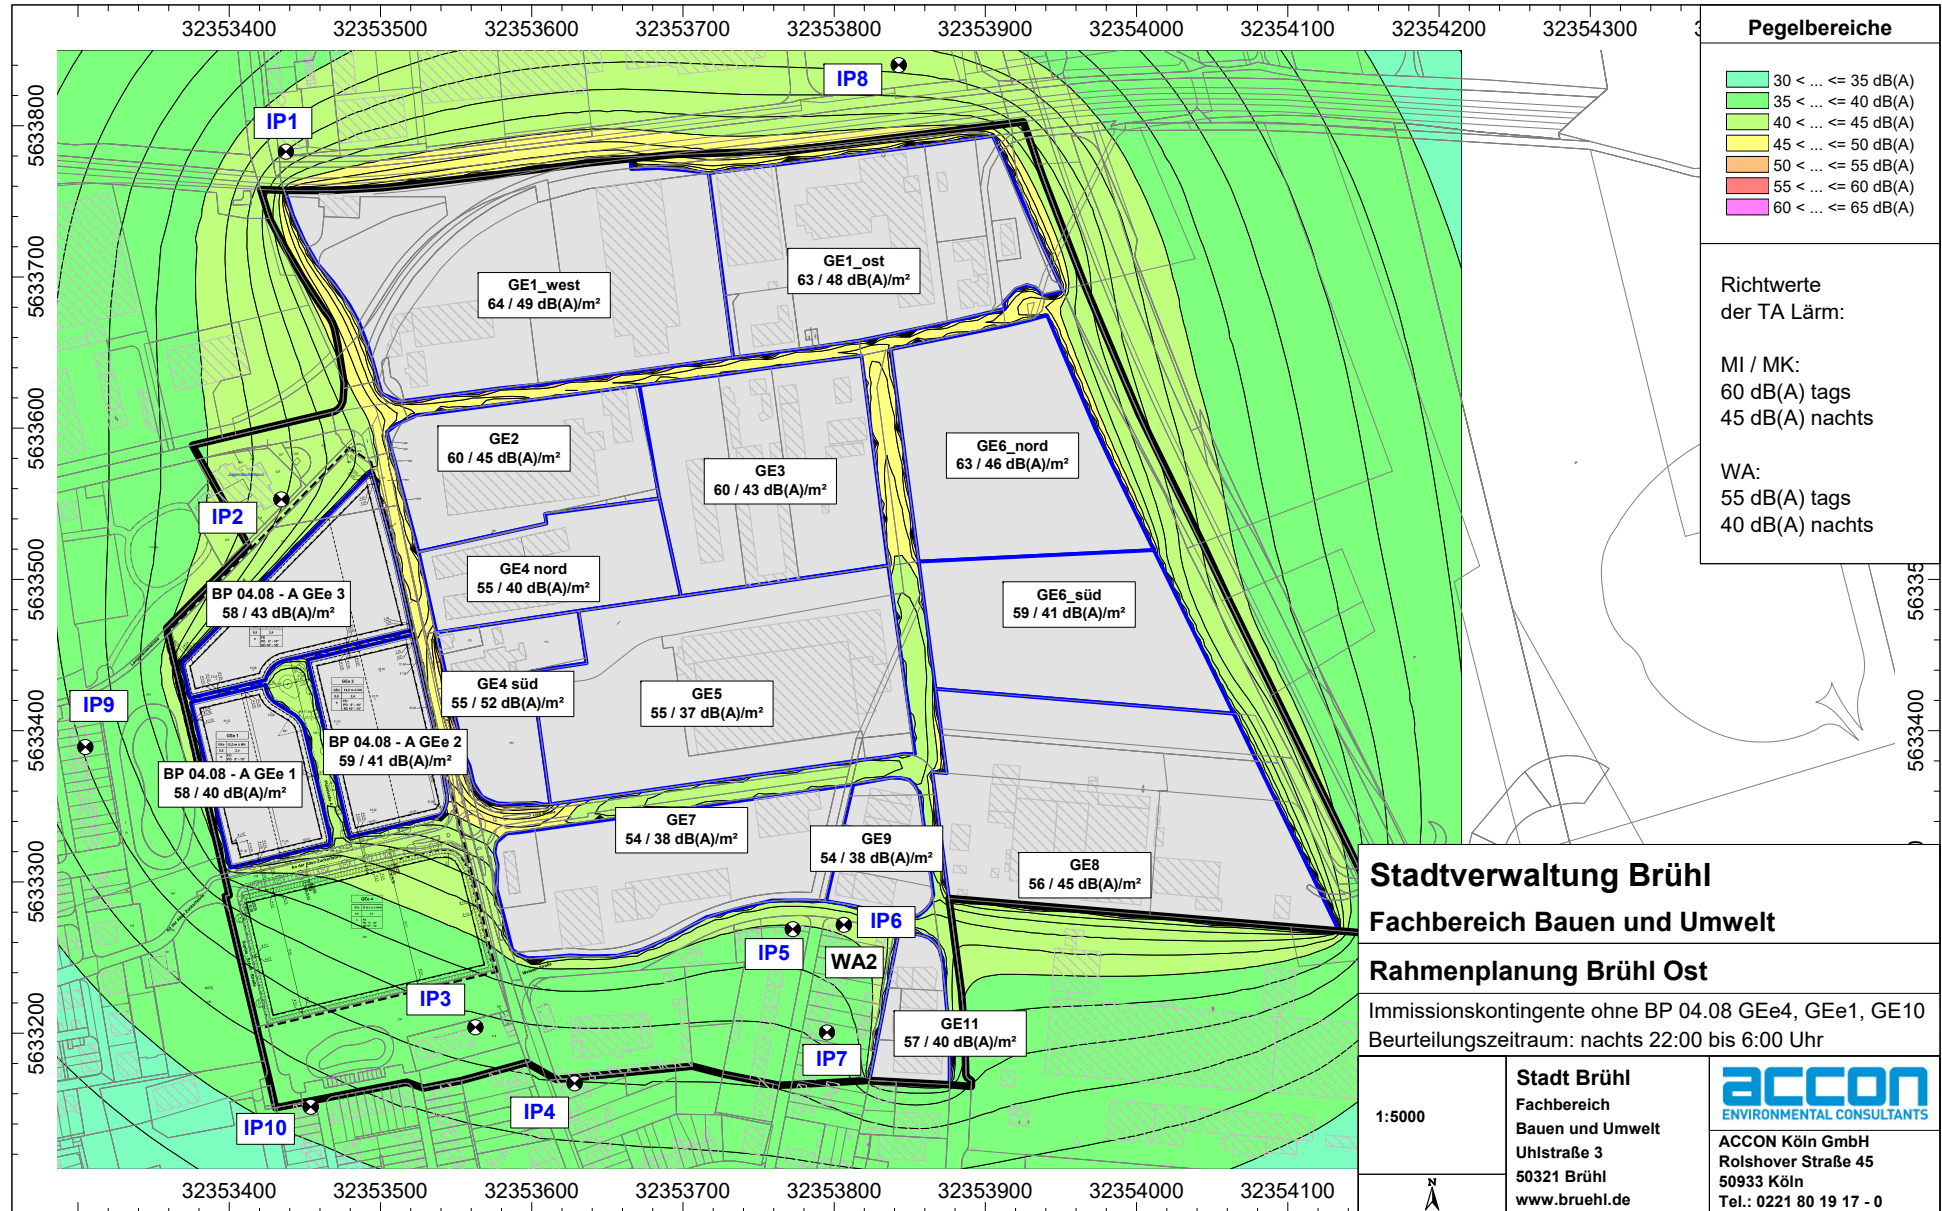 32353400 32353500 32353600 32353700 32353800 32353900 32354000 32354100 32354200 32354300
5633800
5633700
5633600
5633500
5633400
5633300
5633200
IP8
IP1
GE1_ost
63 / 48 dB(A)/m²
GE1_west
64 / 49 dB(A)/m²
GE2
60 / 45 dB(A)/m²
GE3
60 / 43 dB(A)/m²
GE6_nord
63 / 46 dB(A)/m²
IP2
GE4 nord
55 / 40 dB(A)/m²
BP 04.08 - A GEe 3
58 / 43 dB(A)/m²
GE6_süd
59 / 41 dB(A)/m²
GE4 süd
55 / 52 dB(A)/m²
GE5
55 / 37 dB(A)/m²
IP9
BP 04.08 - A GEe 2
59 / 41 dB(A)/m²
BP 04.08 - A GEe 1
58 / 40 dB(A)/m²
GE7
54 / 38 dB(A)/m²
GE9
54 / 38 dB(A)/m²
GE8
56 / 45 dB(A)/m²
IP6
IP5
WA2
IP3
GE11
57 / 40 dB(A)/m²
IP7
IP4
IP10
32353400 32353500 32353600 32353700 32353800 32353900 32354000 32354100
5633400
Pegelbereiche
30 < ... <= 35 dB(A)
35 < ... <= 40 dB(A)
40 < ... <= 45 dB(A)
45 < ... <= 50 dB(A)
50 < ... <= 55 dB(A)
55 < ... <= 60 dB(A)
60 < ... <= 65 dB(A)
Richtwerte
der TA Lärm:
MI / MK:
60 dB(A) tags
45 dB(A) nachts
WA:
55 dB(A) tags
40 dB(A) nachts
Stadtverwaltung Brühl
Fachbereich Bauen und Umwelt
Rahmenplanung Brühl Ost
Immissionskontingente ohne BP 04.08 GEe4, GEe1, GE10
Beurteilungszeitraum: nachts 22:00 bis 6:00 Uhr
1:5000
N
Stadt Brühl
Fachbereich
Bauen und Umwelt
Uhlstraße 3
50321 Brühl
www.bruehl.de
accon
ENVIRONMENTAL CONSULTANTS
ACCON Köln GmbH
Rolshover Straße 45
50933 Köln
Tel.: 0221 80 19 17 - 0